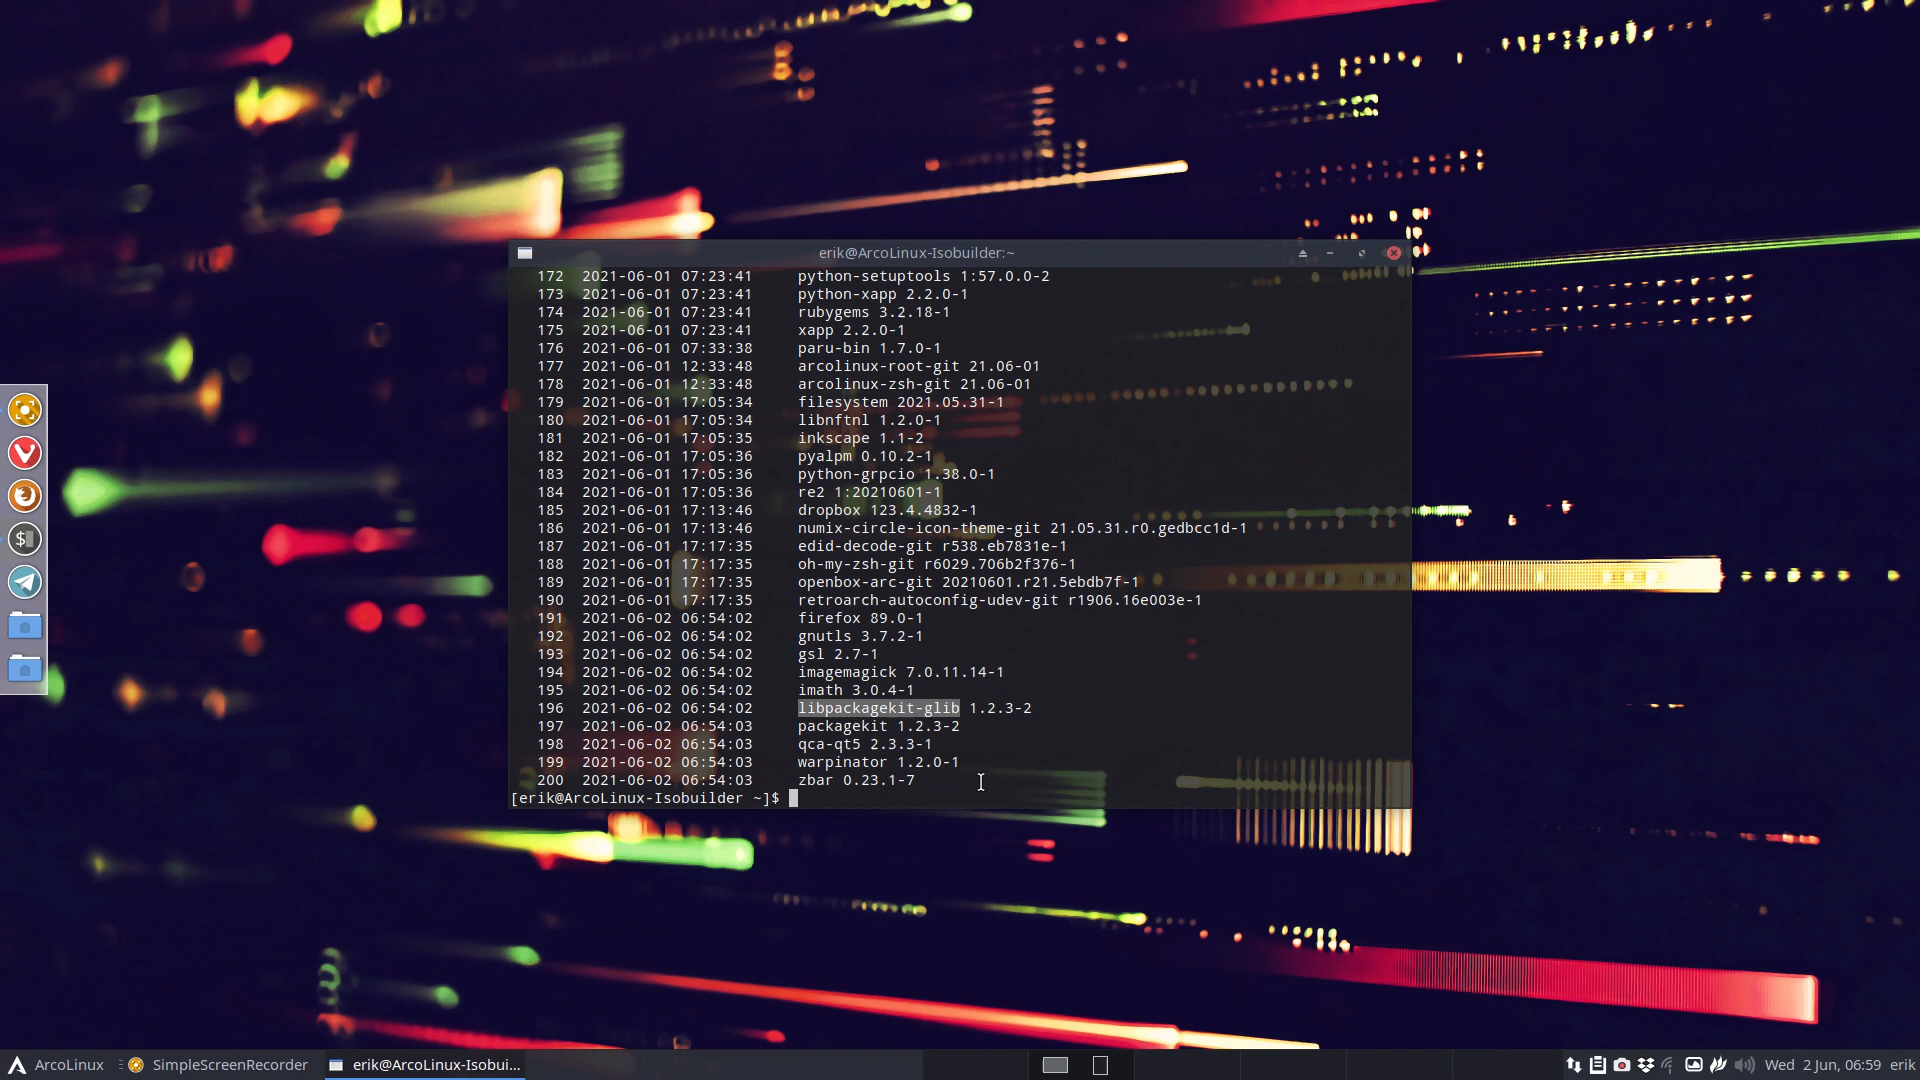 erik@ArcoLinux-Isobuilder:~
172 2021-06-01 07:23:41 python-setuptools 1:57.0.0-2
173 2021-06-01 07:23:41 python-xapp 2.2.0-1
174 2021-06-01 07:23:41 rubygems 3.2.18-1
175 2021-06-01 07:23:41 xapp 2.2.0-1
176 2021-06-01 07:33:38 paru-bin 1.7.0-1
177 2021-06-01 12:33:48 arcolinux-root-git 21.06-01
178 2021-06-01 12:33:48 arcolinux-zsh-git 21.06-01
179 2021-06-01 17:05:34 filesystem 2021.05.31-1
180 2021-06-01 17:05:34 libnftnl 1.2.0-1
181 2021-06-01 17:05:35 inkscape 1.1-2
182 2021-06-01 17:05:36 pyalpm 0.10.2-1
183 2021-06-01 17:05:36 python-grpcio 1.38.0-1
184 2021-06-01 17:05:36 re2 1:20210601-1
185 2021-06-01 17:13:46 dropbox 123.4.4832-1
186 2021-06-01 17:13:46 numix-circle-icon-theme-git 21.05.31.r0.gedbcc1d-1
187 2021-06-01 17:17:35 edid-decode-git r538.eb7831e-1
188 2021-06-01 17:17:35 oh-my-zsh-git r6029.706b2f376-1
189 2021-06-01 17:17:35 openbox-arc-git 20210601.r21.5ebdb7f-1
190 2021-06-01 17:17:35 retroarch-autoconfig-udev-git r1906.16e003e-1
191 2021-06-02 06:54:02 firefox 89.0-1
192 2021-06-02 06:54:02 gnutls 3.7.2-1
193 2021-06-02 06:54:02 gsl 2.7-1
194 2021-06-02 06:54:02 imagemagick 7.0.11.14-1
195 2021-06-02 06:54:02 imath 3.0.4-1
196 2021-06-02 06:54:02 libpackagekit-glib 1.2.3-2
197 2021-06-02 06:54:03 packagekit 1.2.3-2
198 2021-06-02 06:54:03 qca-qt5 2.3.3-1
199 2021-06-02 06:54:03 warpinator 1.2.0-1
200 2021-06-02 06:54:03 zbar 0.23.1-7
[erik@ArcoLinux-Isobuilder ~]$
ArcoLinux SimpleScreenRecorder erik@ArcoLinux-Isobui... Wed 2 Jun, 06:59 erik